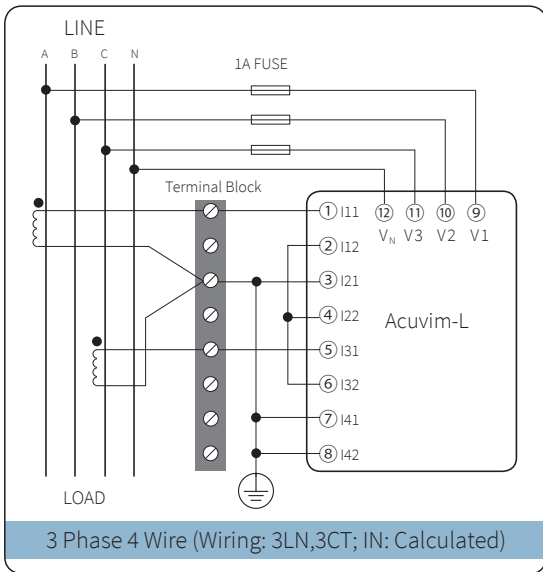 LINE
A B C N
1A FUSE
Terminal Block
① I11
② I12
③ I21
④ I22
⑤ I31
⑥ I32
⑦ I41
⑧ I42
⑫ ⑪ ⑩ ⑨
VN V3 V2 V1
Acuvim-L
LOAD
3 Phase 4 Wire (Wiring: 3LN,3CT; IN: Calculated)